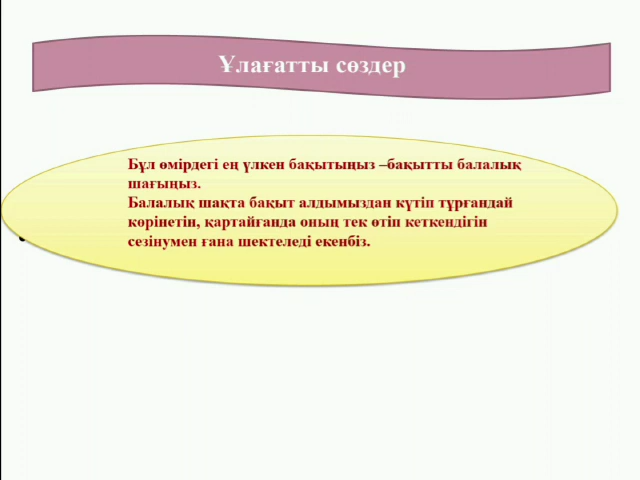 Ұлағатты сөздер
Бұл өмірдегі ең үлкен бақытыңыз –бақытты балалық
шағыңыз.
Балалық шақта бақыт алдымыздан күтіп тұрғандай
көрінетін, қартайғанда оның тек өтіп кеткендігін
сезінумен ғана шектеледі екенбіз.